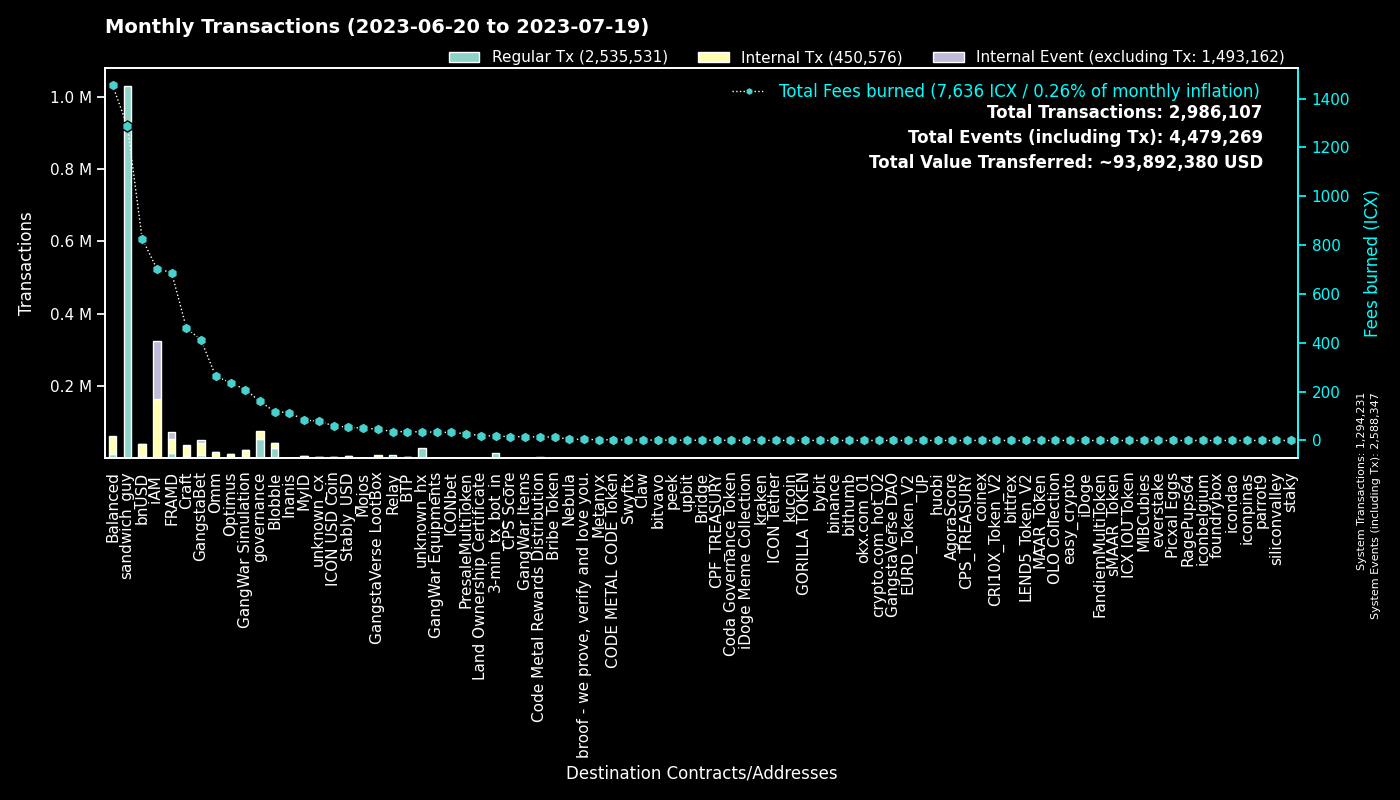 Monthly Transactions (2023-06-20 to 2023-07-19)
Regular Tx (2,535,531)
Internal Tx (450,576)
Internal Event (excluding Tx: 1,493,162)
Total Fees burned (7,636 ICX / 0.26% of monthly inflation)
Total Transactions: 2,986,107
Total Events (including Tx): 4,479,269
Total Value Transferred: ~93,892,380 USD
Transactions
1.0 M
0.8 M
0.6 M
0.4 M
0.2 M
1400
1200
1000
800
600
400
200
0
Fees burned (ICX)
System Transactions: 1,294,231
System Events (including Tx): 2,588,347
Balanced
sandwich_guy
bnUSD
IAM
FRAMD
Craft
GangstaBet
Omm
Optimus
GangWar Simulation
governance
Blobble
Inanis
MyID
unknown_cx
ICON USD Coin
Stably_USD
Mojos
GangstaVerse LootBox
Relay
BTP
unknown_hx
GangWar Equipments
ICONbet
PresaleMultiToken
Land Ownership Certificate
3-min_tx_bot_in
CPS Score
GangWar Items
Code Metal Rewards Distribution
Bribe Token
Nebula
broof - we prove, verify and love you.
Metanyx
CODE METAL CODE Token
Swyftx
Claw
bitvavo
peek
upbit
Bridge
CPF_TREASURY
Coda Governance Token
iDoge Meme Collection
kraken
ICON Tether
kucoin
GORILLA TOKEN
bybit
binance
bithumb
okx.com_01
crypto.com_hot_02
GangstaVerse DAO
EURD_Token_V2
_UP
huobi
AgoraScore
CPS_TREASURY
coinex
CRI10X_Token_V2
bittrex
LEND5_Token_V2
MAAR_Token
OLO Collection
easy_crypto
iDoge
FandiemMultiToken
sMAAR_Token
ICX IOU Token
MIBCubies
everstake
Picxal Eggs
RagePups64
iconbelgium
foundrybox
icondao
iconpinas
parrot9
siliconvalley
staky
Destination Contracts/Addresses